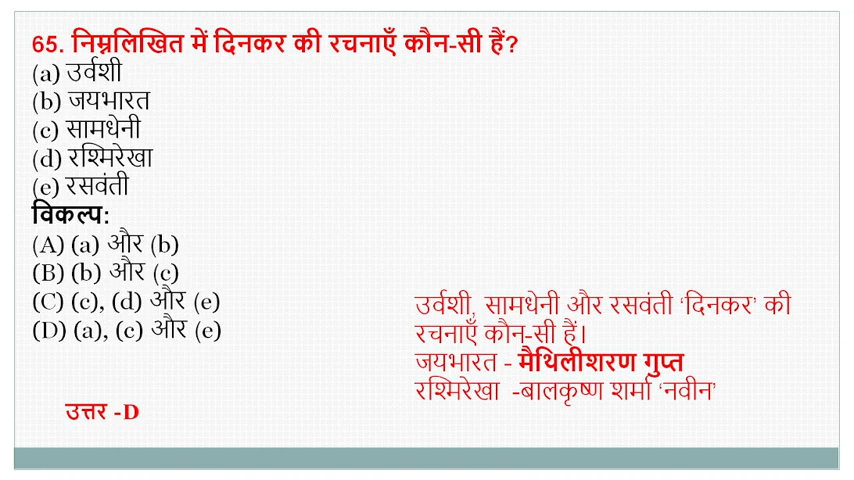 65. निम्नलिखित में दिनकर की रचनाएँ कौन-सी हैं?
(a) उर्वशी
(b) जयभारत
(c) सामधेनी
(d) रश्मिरेखा
(e) रसवंती
विकल्प:
(A) (a) और (b)
(B) (b) और (c)
(C) (c), (d) और (e)
(D) (a), (c) और (e)
उर्वशी, सामधेनी और रसवंती ‘दिनकर’ की
रचनाएँ कौन-सी हैं।
जयभारत - मैथिलीशरण गुप्त
रश्मिरेखा -बालकृष्ण शर्मा ‘नवीन’
उत्तर -D